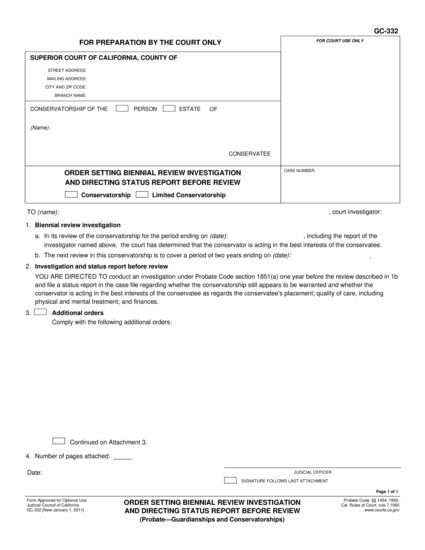 GC-332
FOR PREPARATION BY THE COURT ONLY
FOR COURT USE ONLY
SUPERIOR COURT OF CALIFORNIA, COUNTY OF
STREET ADDRESS:
MAILING ADDRESS:
CITY AND ZIP CODE:
BRANCH NAME:
CONSERVATORSHIP OF THE PERSON ESTATE OF
(Name):
CONSERVATEE
ORDER SETTING BIENNIAL REVIEW INVESTIGATION
AND DIRECTING STATUS REPORT BEFORE REVIEW
Conservatorship Limited Conservatorship
CASE NUMBER:
TO (name): , court investigator:
1. Biennial review investigation
a. In its review of the conservatorship for the period ending on (date): , including the report of the
investigator named above, the court has determined that the conservator is acting in the best interests of the conservatee.
b. The next review in this conservatorship is to cover a period of two years ending on (date): .
2. Investigation and status report before review
YOU ARE DIRECTED TO conduct an investigation under Probate Code section 1851(a) one year before the review described in 1b
and file a status report in the case file regarding whether the conservatorship still appears to be warranted and whether the
conservator is acting in the best interests of the conservatee as regards the conservatee's placement; quality of care, including
physical and mental treatment; and finances.
3. Additional orders
Comply with the following additional orders:
Continued on Attachment 3.
4. Number of pages attached: _____
Date:
JUDICIAL OFFICER
SIGNATURE FOLLOWS LAST ATTACHMENT
Page 1 of 1
Form Approved for Optional Use
Judicial Council of California
GC-332 [New January 1, 2011]
ORDER SETTING BIENNIAL REVIEW INVESTIGATION
AND DIRECTING STATUS REPORT BEFORE REVIEW
(Probate—Guardianships and Conservatorships)
Probate Code, §§ 1454, 1850,
Cal. Rules of Court, rule 7.1060
www.courts.ca.gov